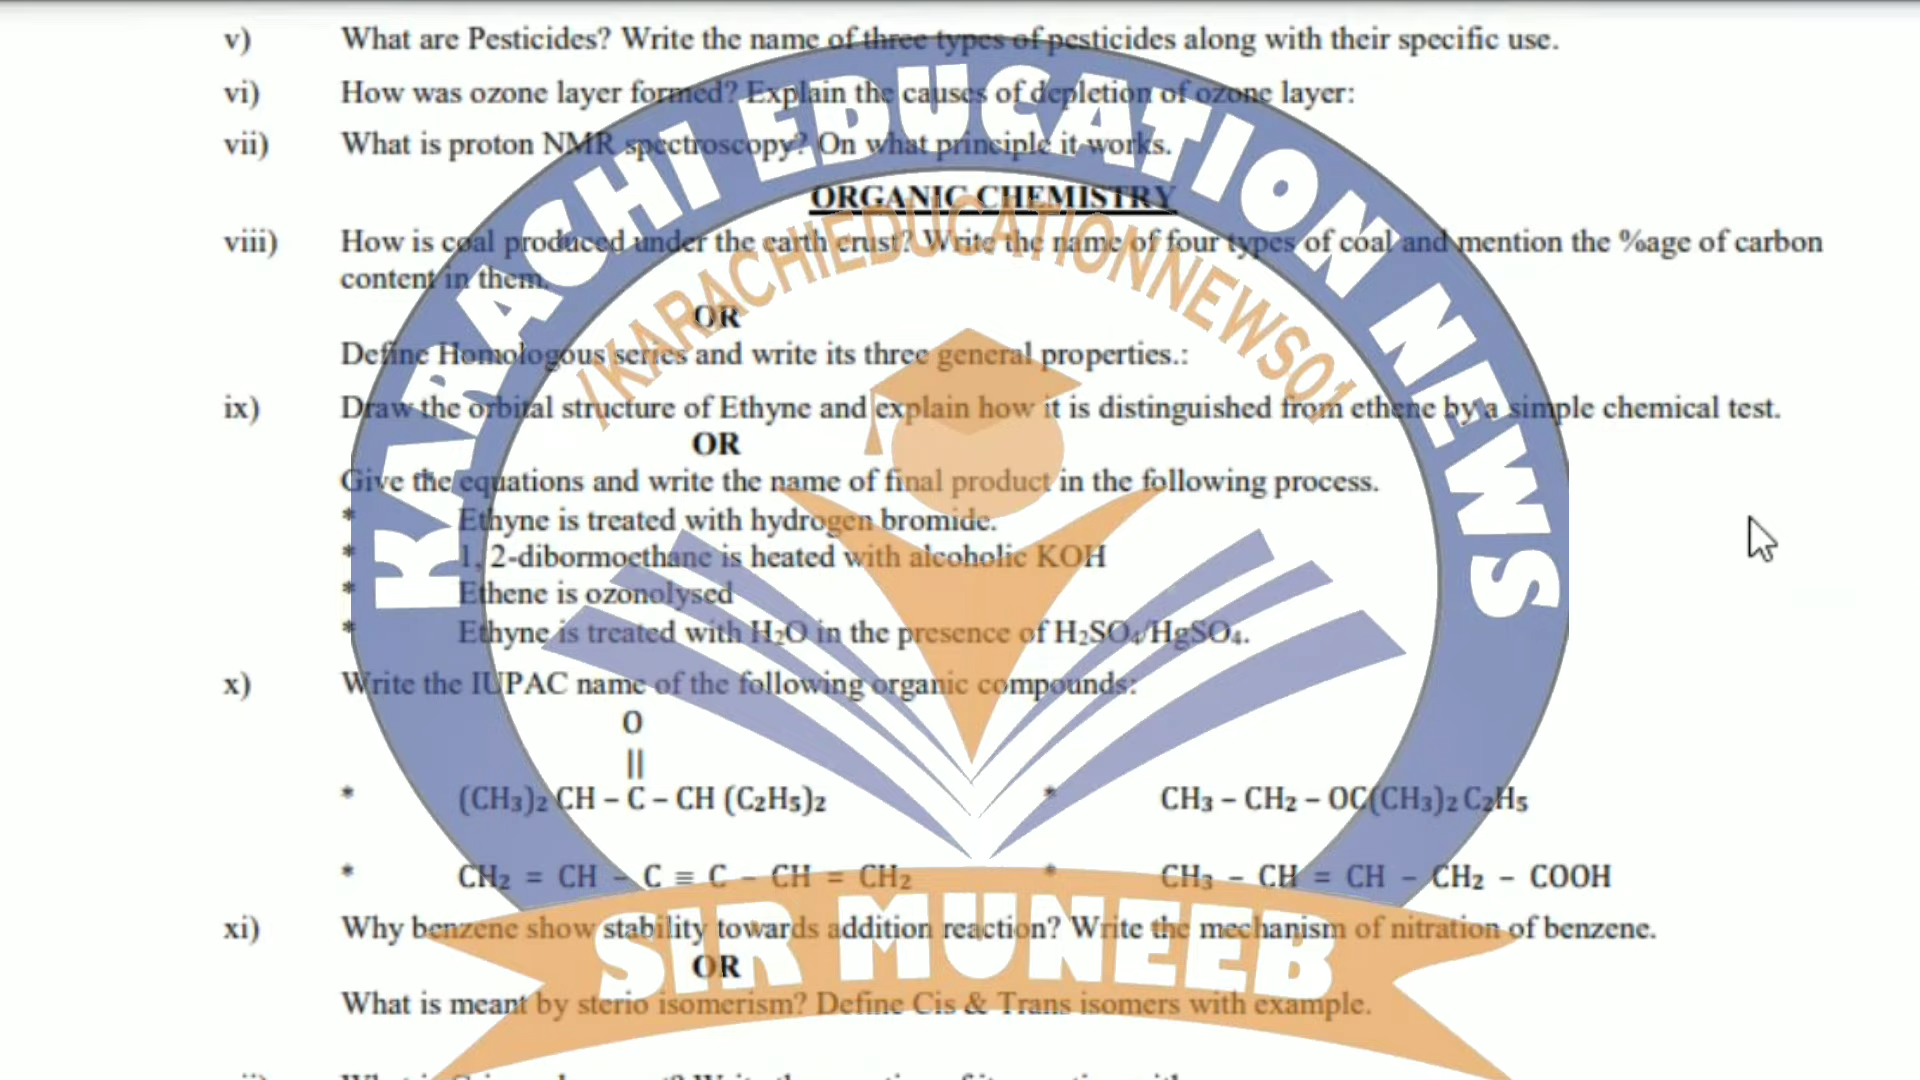 v) What are Pesticides? Write the name of three types of pesticides along with their specific use.
vi) How was ozone layer formed? Explain the causes of depletion of ozone layer:
vii) What is proton NMR spectroscopy? On what principle it works.
ORGANIC CHEMISTRY
viii) How is coal produced under the earth crust? Write the name of four types of coal and mention the %age of carbon
content in them.
OR
Define Homologous series and write its three general properties.:
ix) Draw the orbital structure of Ethyne and explain how it is distinguished from ethene by a simple chemical test.
OR
Give the equations and write the name of final product in the following process.
* Ethyne is treated with hydrogen bromide.
* 1, 2-dibormoethane is heated with alcoholic KOH
* Ethene is ozonolysed
* Ethyne is treated with H₂O in the presence of H₂SO₄/HgSO₄.
x) Write the IUPAC name of the following organic compounds:
O
||
* (CH₃)₂ CH – C – CH (C₂H₅)₂ * CH₃ – CH₂ – OC(CH₃)₂ C₂H₅
* CH₂ = CH – C ≡ C – CH = CH₂ * CH₃ – CH = CH – CH₂ – COOH
xi) Why benzene show stability towards addition reaction? Write the mechanism of nitration of benzene.
OR
What is meant by sterio isomerism? Define Cis & Trans isomers with example.
KARACHI EDUCATION NEWS
/KARACHIEDUCATIONNEWS01
SIR MUNEEB